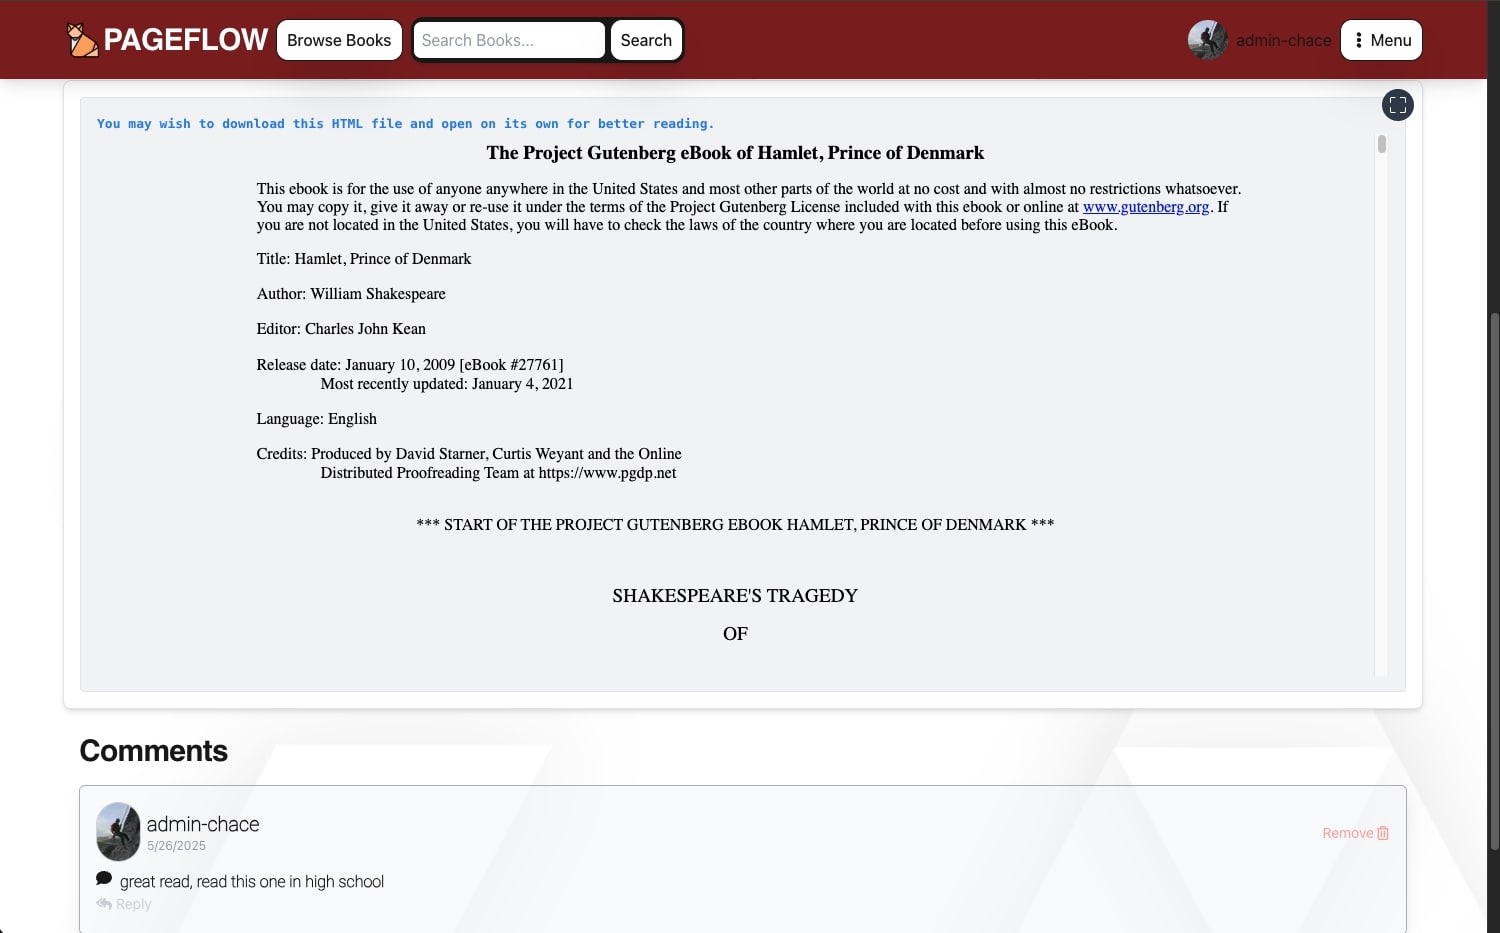 PAGEFLOW
Browse Books
Search Books...
Search
admin-chace
Menu
You may wish to download this HTML file and open on its own for better reading.
The Project Gutenberg eBook of Hamlet, Prince of Denmark
This ebook is for the use of anyone anywhere in the United States and most other parts of the world at no cost and with almost no restrictions whatsoever.
You may copy it, give it away or re-use it under the terms of the Project Gutenberg License included with this ebook or online at www.gutenberg.org. If
you are not located in the United States, you will have to check the laws of the country where you are located before using this eBook.
Title: Hamlet, Prince of Denmark
Author: William Shakespeare
Editor: Charles John Kean
Release date: January 10, 2009 [eBook #27761]
Most recently updated: January 4, 2021
Language: English
Credits: Produced by David Starner, Curtis Weyant and the Online
Distributed Proofreading Team at https://www.pgdp.net
*** START OF THE PROJECT GUTENBERG EBOOK HAMLET, PRINCE OF DENMARK ***
SHAKESPEARE'S TRAGEDY
OF
Comments
admin-chace
5/26/2025
Remove
great read, read this one in high school
Reply